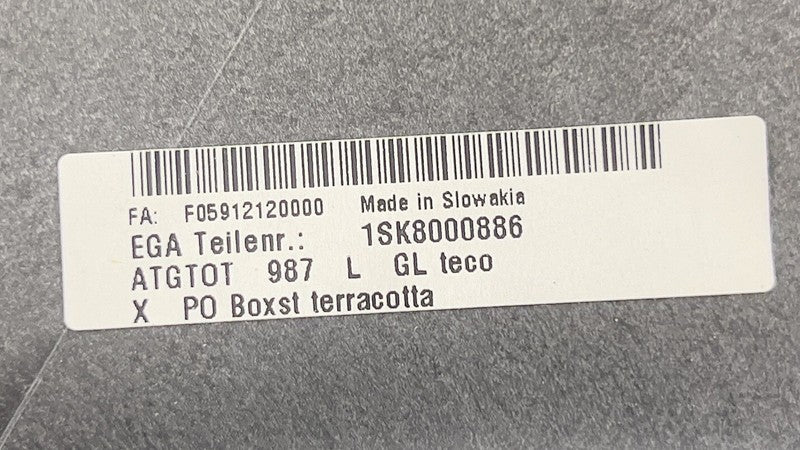 FA: F05912120000 Made in Slowakia
EGA Teilenr.: 1SK8000886
ATGTOT 987 L GL teco
X PO Boxst terracotta